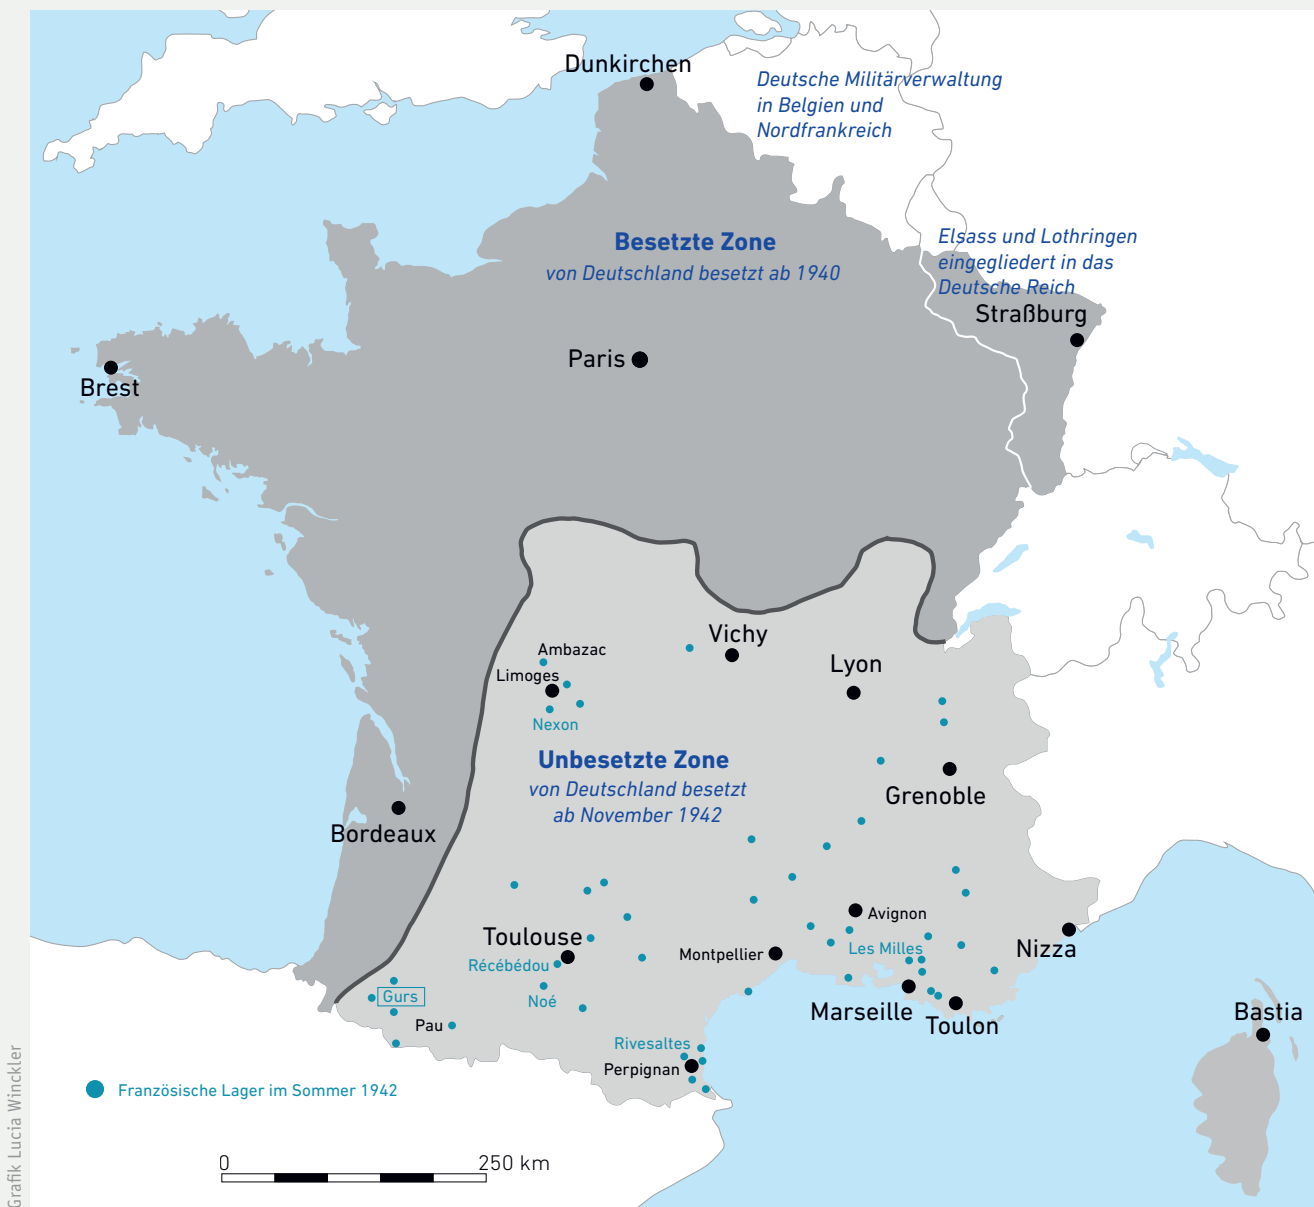 Dunkirchen
Deutsche Militärverwaltung
in Belgien und
Nordfrankreich
Besetzte Zone
von Deutschland besetzt ab 1940
Elsass und Lothringen
eingegliedert in das
Deutsche Reich
Straßburg
Paris
Brest
Vichy
Ambazac
Limoges
Lyon
Nexon
Unbesetzte Zone
von Deutschland besetzt
ab November 1942
Grenoble
Bordeaux
Avignon
Toulouse
Montpellier
Les Milles
Nizza
Récébédou
Gurs
Noé
Marseille
Toulon
Bastia
Pau
Rivesaltes
Perpignan
Französische Lager im Sommer 1942
0
250 km
Grafik Lucia Winckler